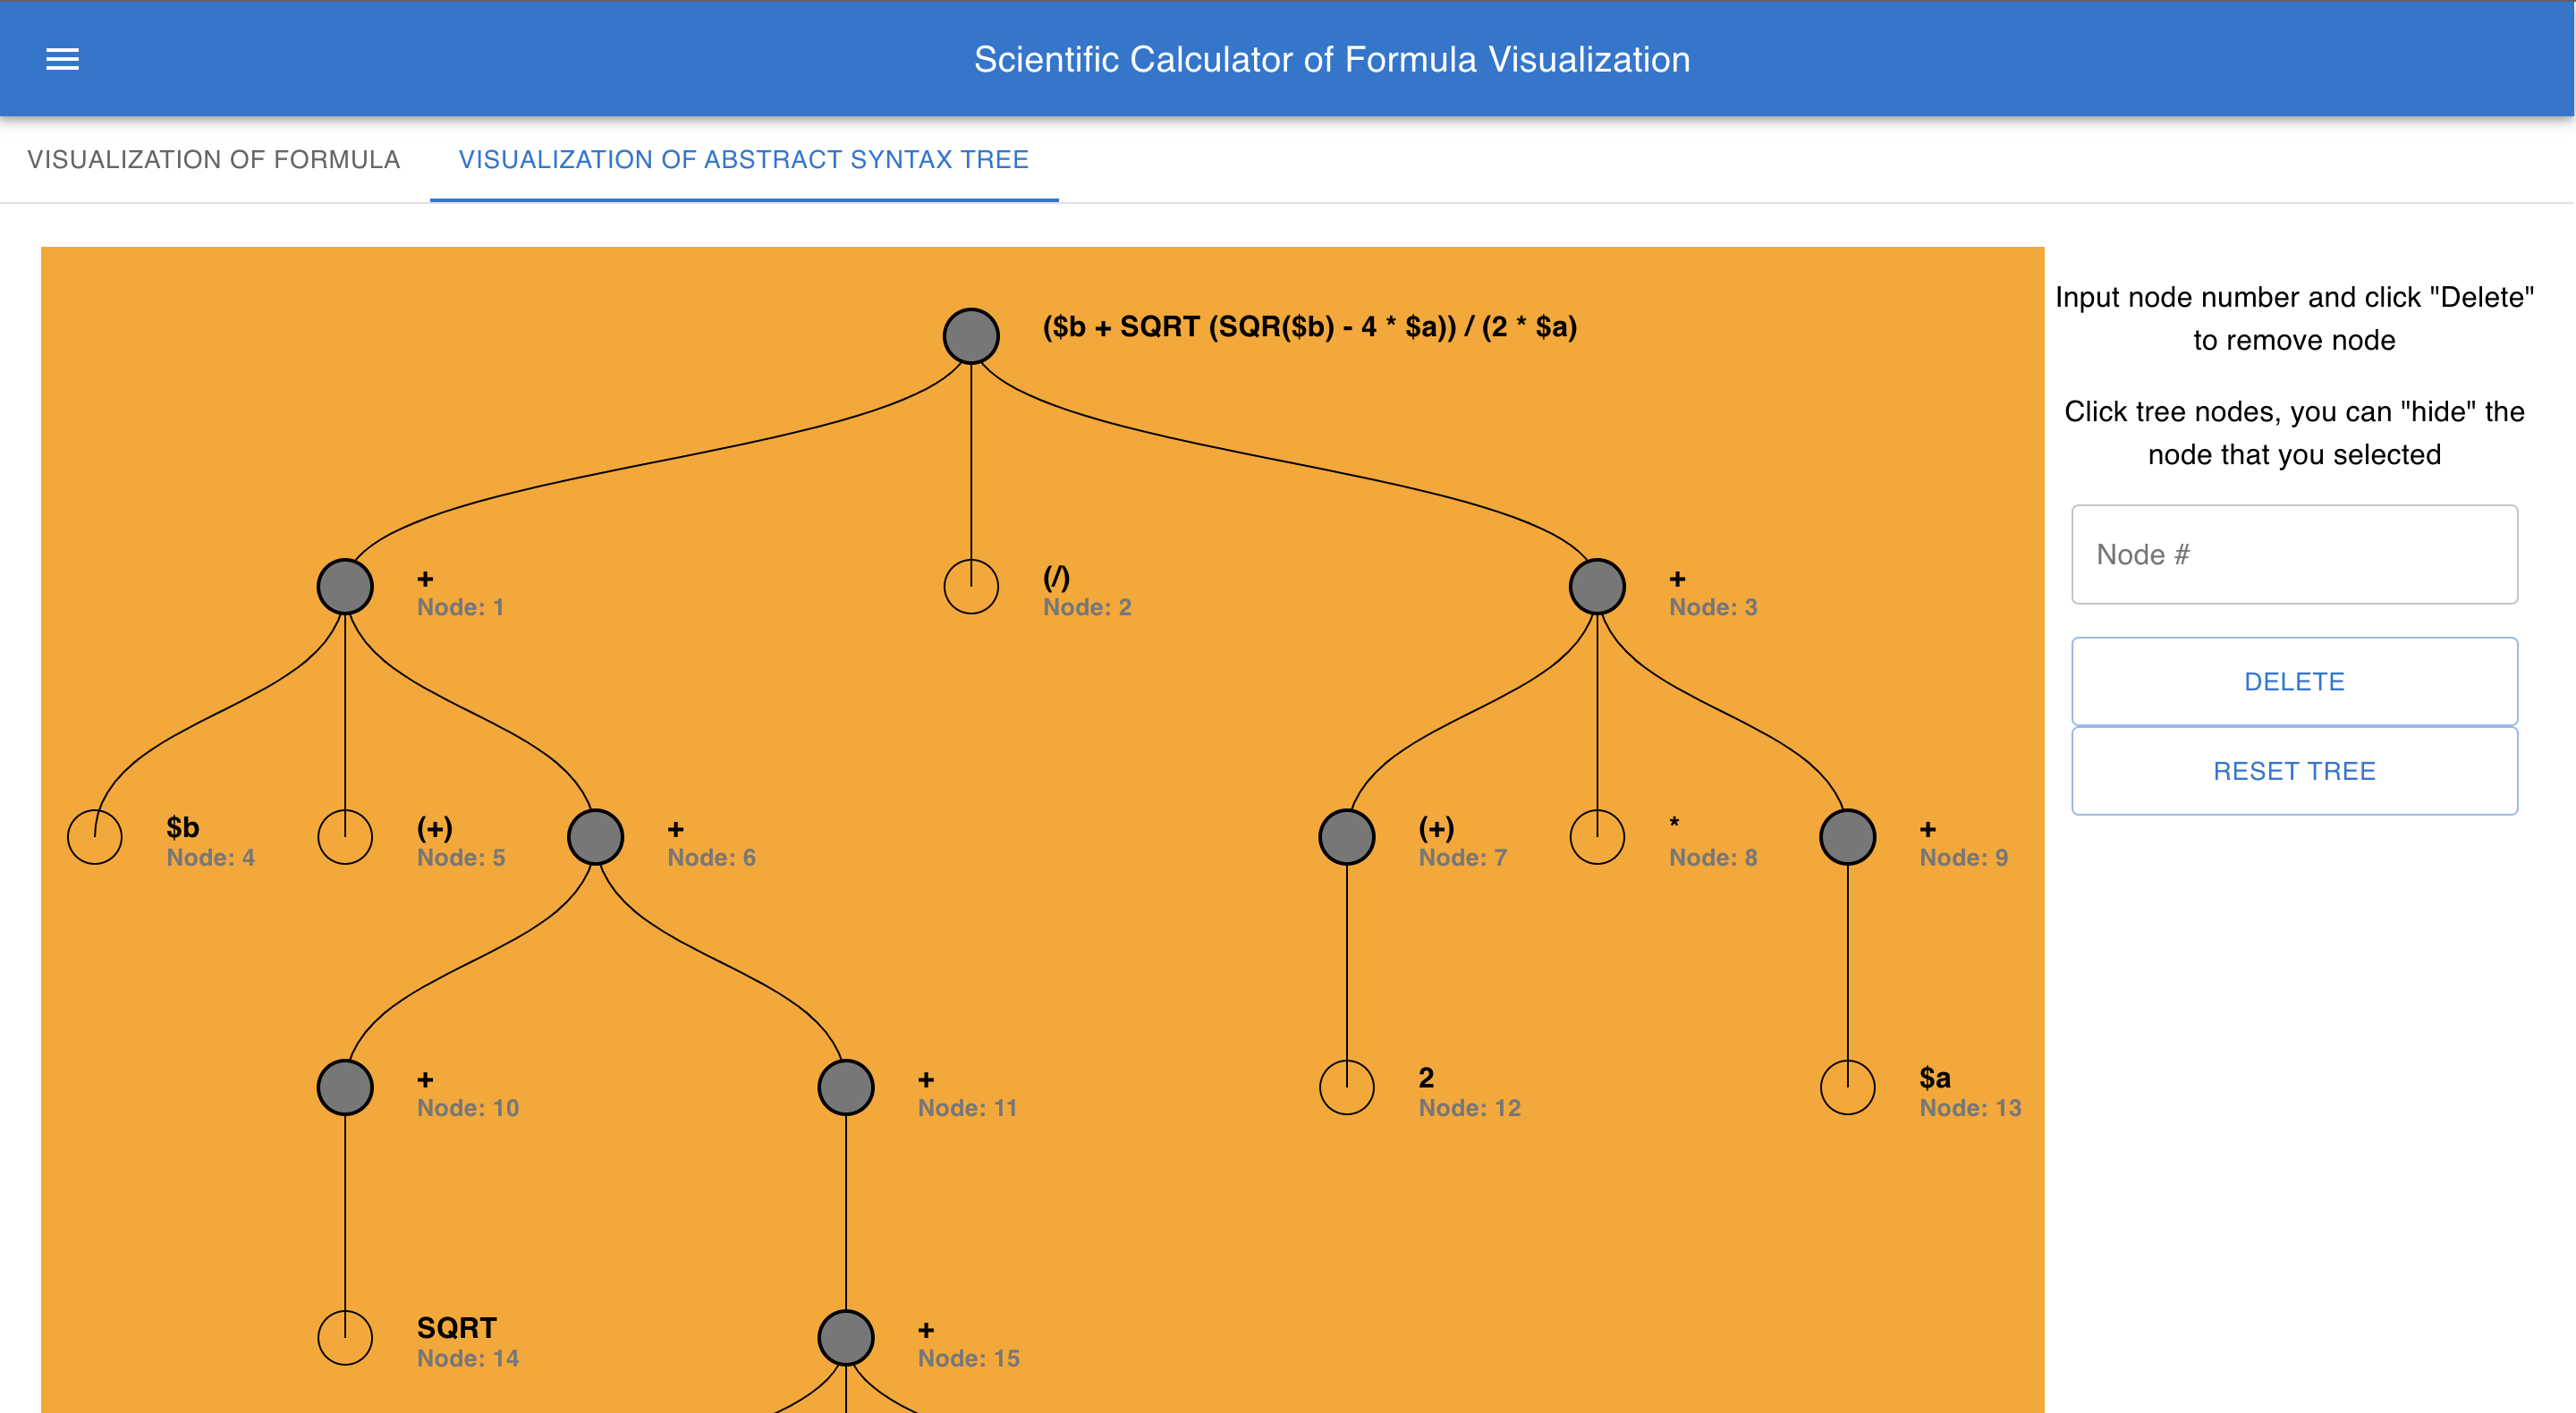 Scientific Calculator of Formula Visualization
VISUALIZATION OF FORMULA
VISUALIZATION OF ABSTRACT SYNTAX TREE
($b + SQRT (SQR($b) - 4 * $a)) / (2 * $a)
+
Node: 1
(/)
Node: 2
+
Node: 3
$b
Node: 4
(+)
Node: 5
+
Node: 6
(+)
Node: 7
*
Node: 8
+
Node: 9
+
Node: 10
+
Node: 11
2
Node: 12
$a
Node: 13
SQRT
Node: 14
+
Node: 15
Input node number and click "Delete"
to remove node
Click tree nodes, you can "hide" the
node that you selected
Node #
DELETE
RESET TREE